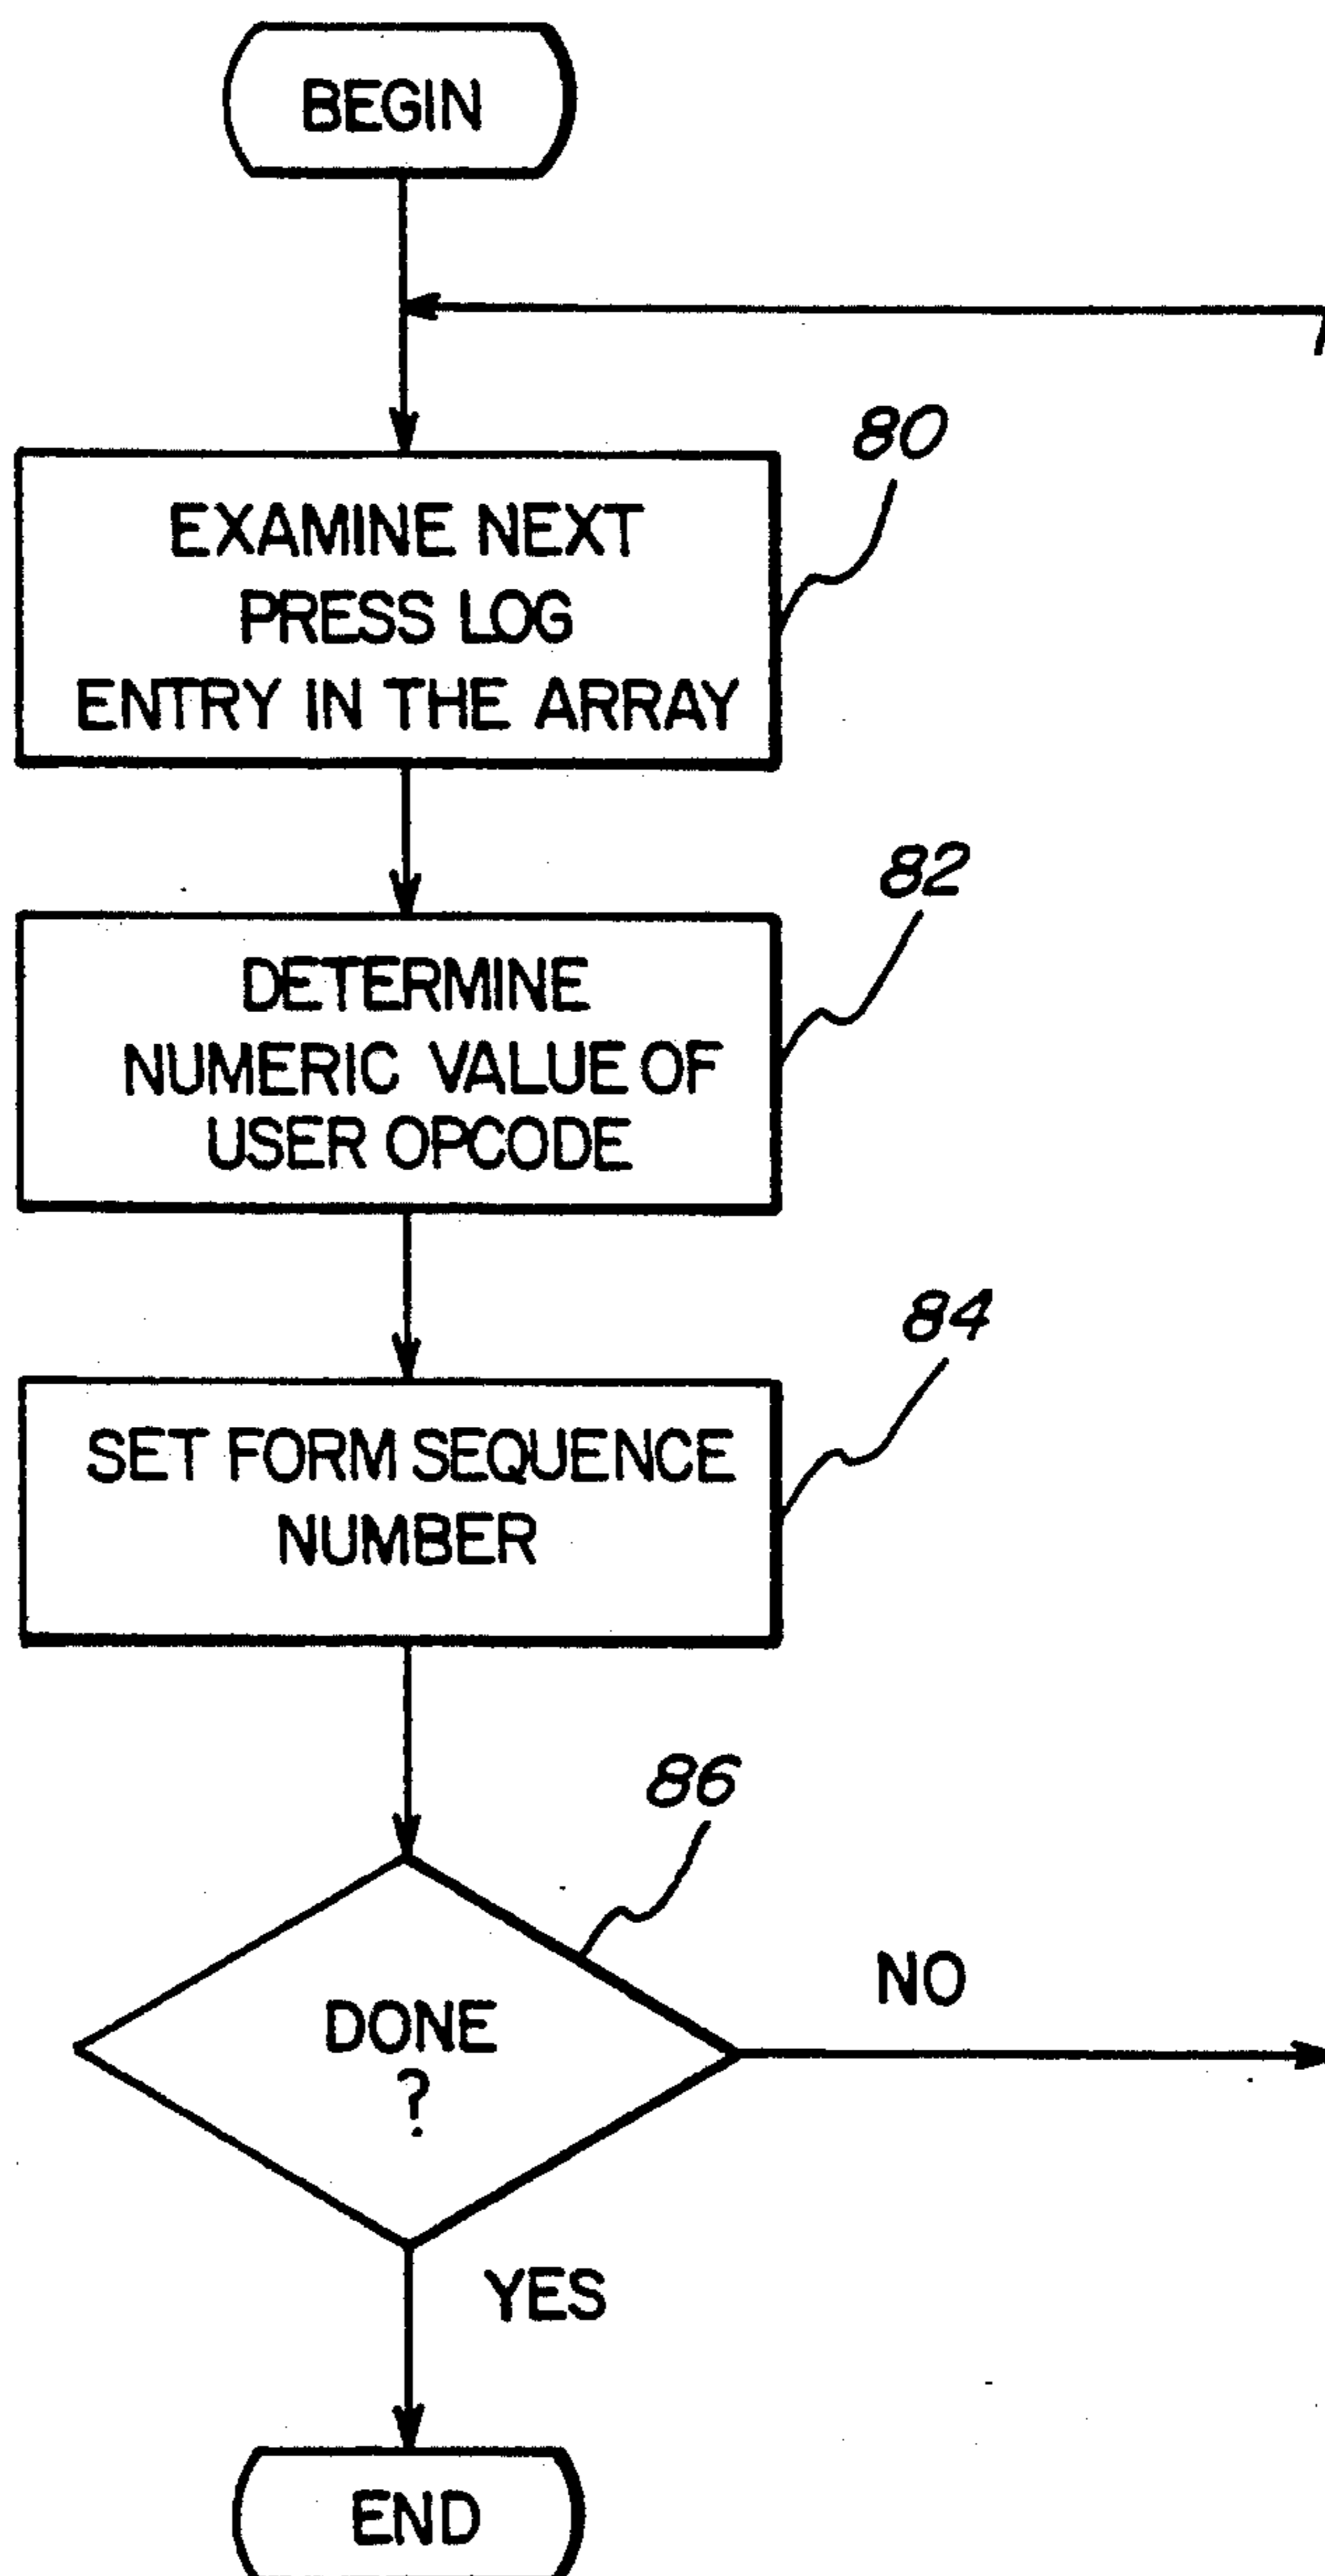 BEGIN
80
EXAMINE NEXT
PRESS LOG
ENTRY IN THE ARRAY
82
DETERMINE
NUMERIC VALUE OF
USER OPCODE
84
SET FORM SEQUENCE
NUMBER
86
DONE
?
NO
YES
END